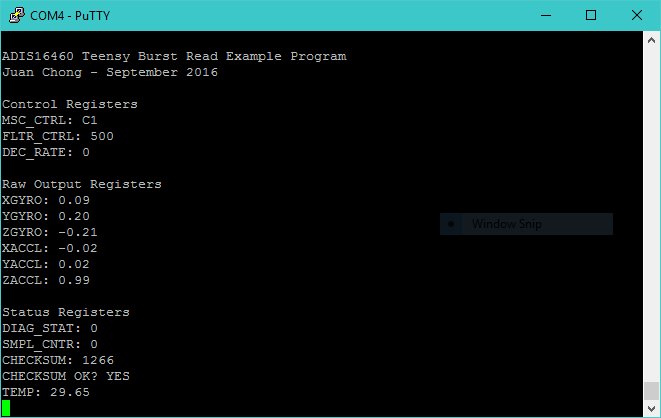 COM4 - PuTTY
ADIS16460 Teensy Burst Read Example Program
Juan Chong - September 2016
Control Registers
MSC_CTRL: C1
FLTR_CTRL: 500
DEC_RATE: 0
Raw Output Registers
XGYRO: 0.09
YGYRO: 0.20
ZGYRO: -0.21
XACCL: -0.02
YACCL: 0.02
ZACCL: 0.99
Window Snip
Status Registers
DIAG_STAT: 0
SMPL_CNTR: 0
CHECKSUM: 1266
CHECKSUM OK? YES
TEMP: 29.65